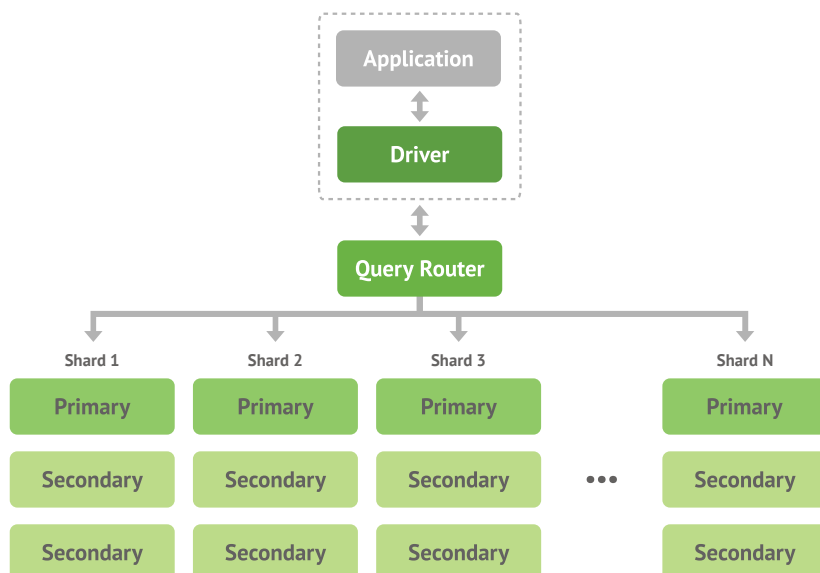 Application
Driver
Query Router
Shard 1
Shard 2
Shard 3
Shard N
Primary
Primary
Primary
Primary
Secondary
Secondary
Secondary
•••
Secondary
Secondary
Secondary
Secondary
Secondary